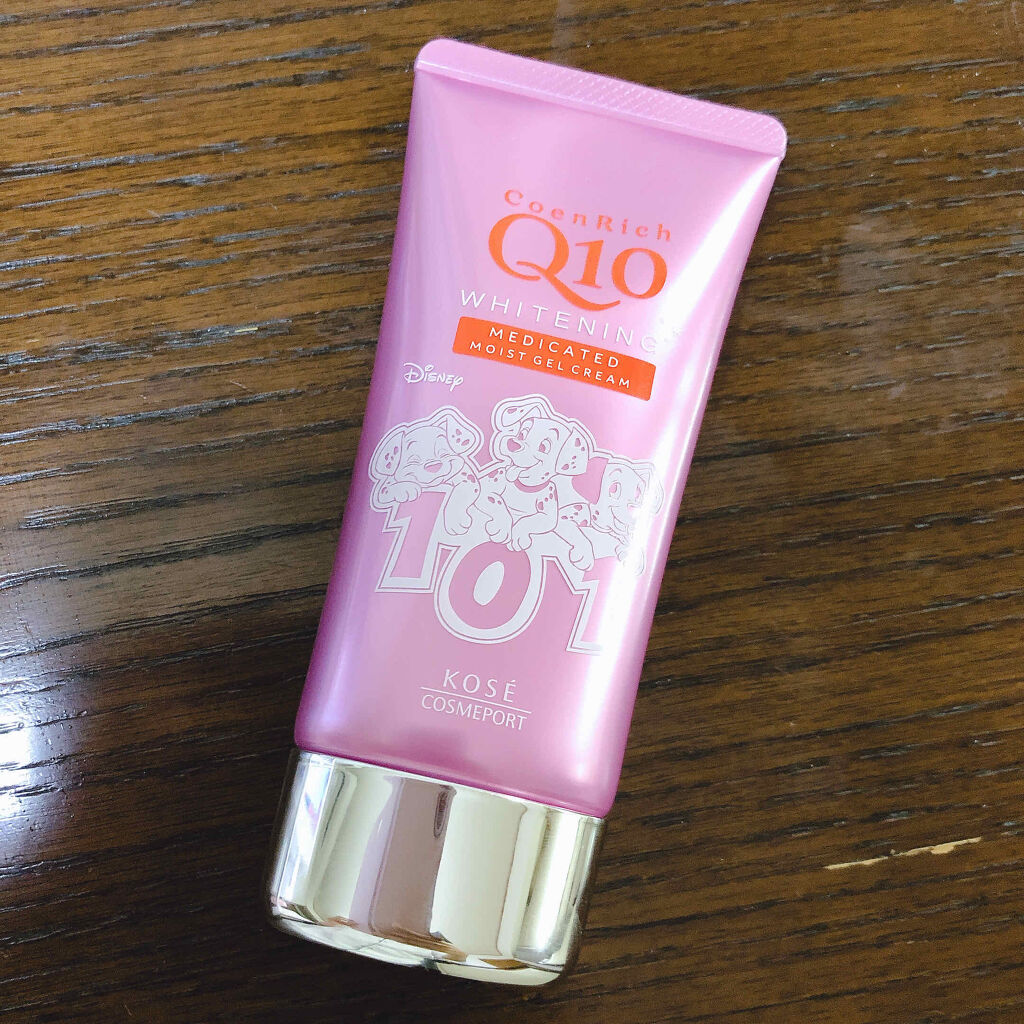 CoenRich
Q10
WHITENING
MEDICATED
MOIST GEL CREAM
Disney
101
KOSÉ
COSMEPORT